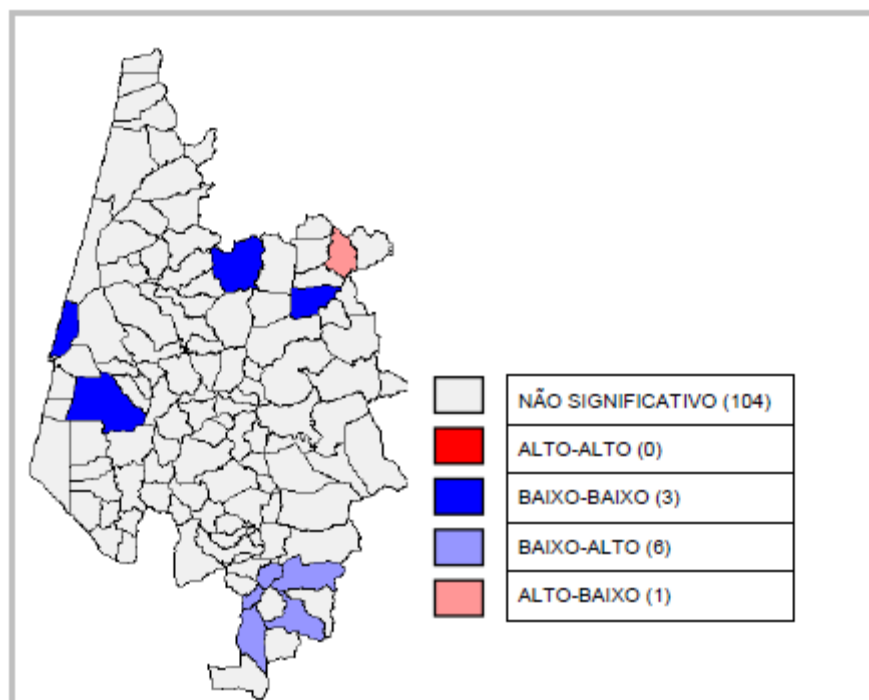 NÃO SIGNIFICATIVO (104)
ALTO-ALTO (0)
BAIXO-BAIXO (3)
BAIXO-ALTO (6)
ALTO-BAIXO (1)